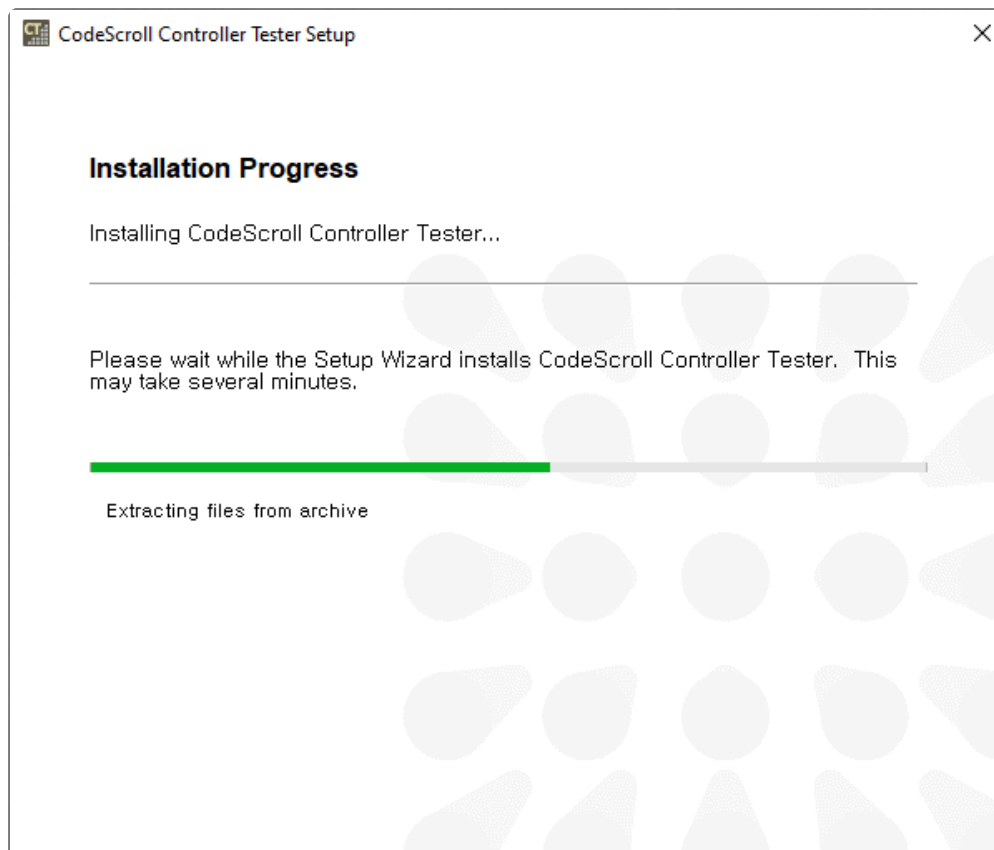 CT
CodeScroll Controller Tester Setup
Installation Progress
Installing CodeScroll Controller Tester...
Please wait while the Setup Wizard installs CodeScroll Controller Tester.  This
may take several minutes.
Extracting files from archive